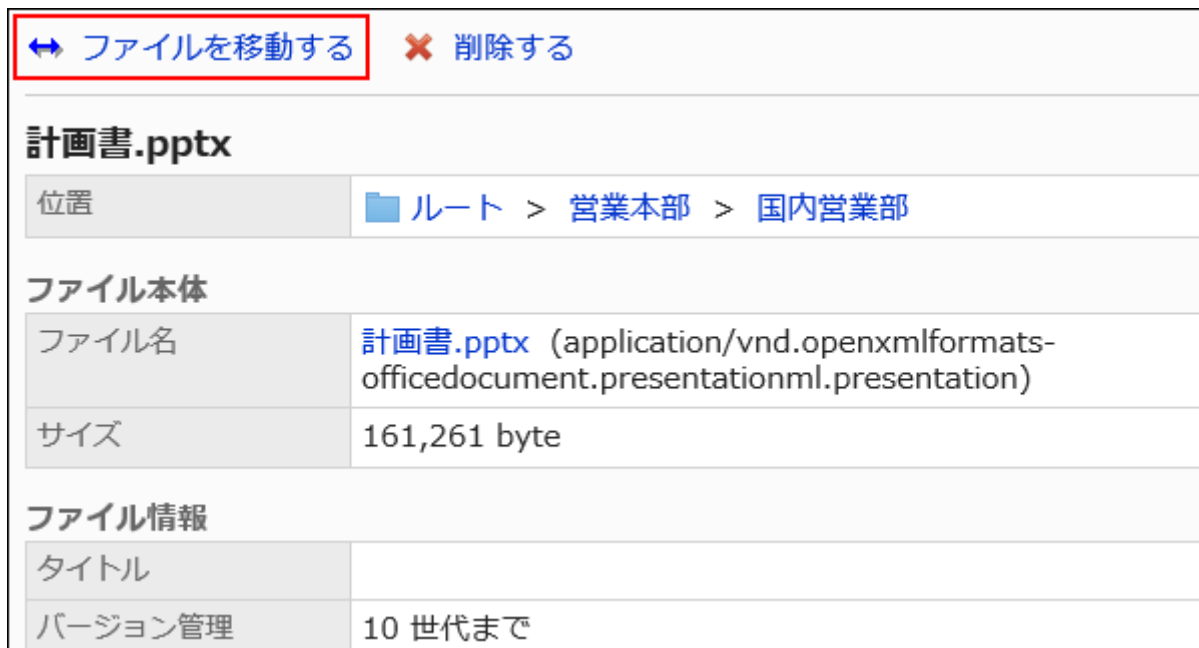 ファイルを移動する 削除する
計画書.pptx
位置 ルート > 営業本部 > 国内営業部
ファイル本体
ファイル名 計画書.pptx (application/vnd.openxmlformats-
officedocument.presentationml.presentation)
サイズ 161,261 byte
ファイル情報
タイトル
バージョン管理 10 世代まで